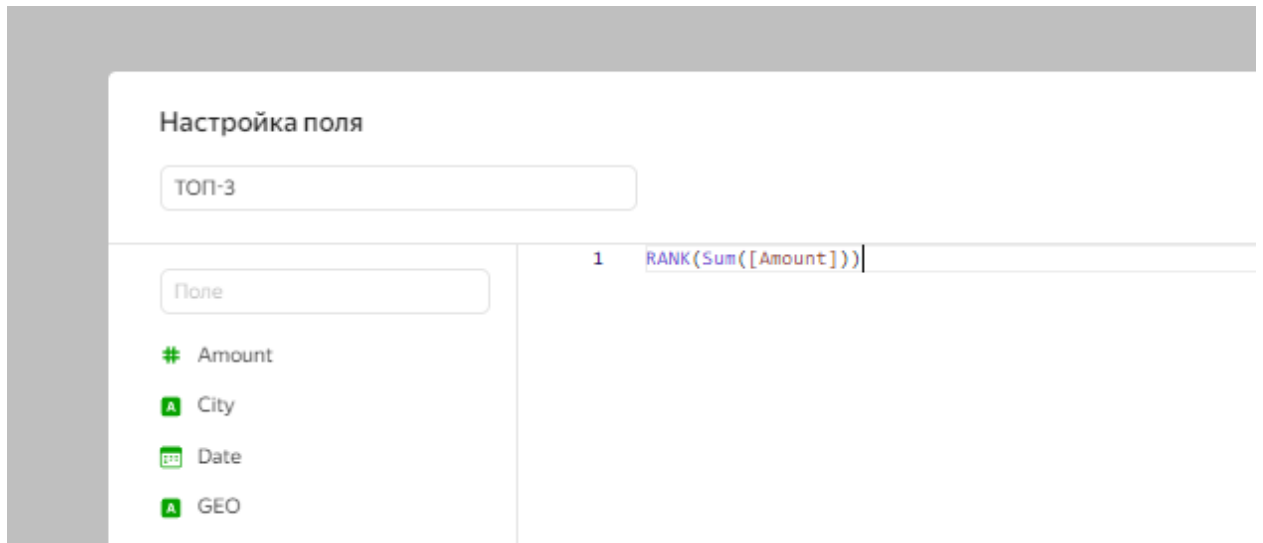 Настройка поля
ТОП-3
1 RANK(Sum([Amount]))
Поле
# Amount
A City
Date
A GEO